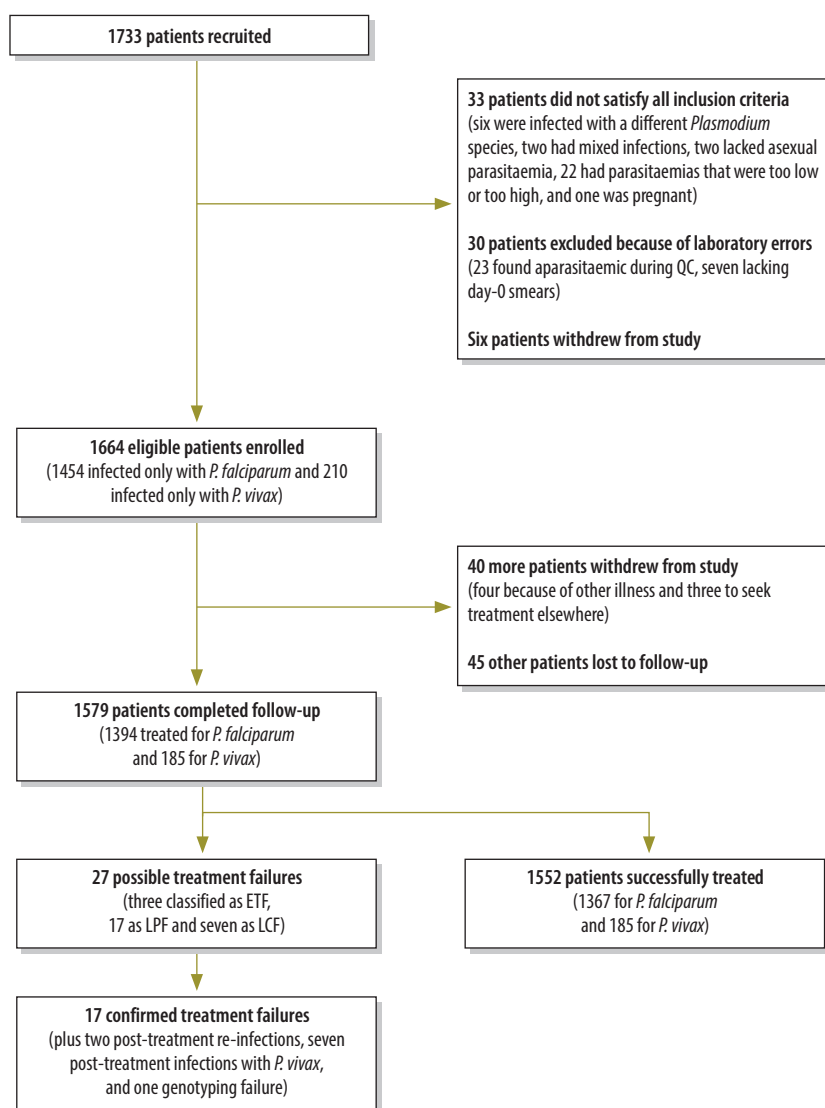 1733 patients recruited
33 patients did not satisfy all inclusion criteria
(six were infected with a different Plasmodium
species, two had mixed infections, two lacked asexual
parasitaemia, 22 had parasitaemias that were too low
or too high, and one was pregnant)
30 patients excluded because of laboratory errors
(23 found aparasitaemic during QC, seven lacking
day-0 smears)
Six patients withdrew from study
1664 eligible patients enrolled
(1454 infected only with P. falciparum and 210
infected only with P. vivax)
40 more patients withdrew from study
(four because of other illness and three to seek
treatment elsewhere)
45 other patients lost to follow-up
1579 patients completed follow-up
(1394 treated for P. falciparum
and 185 for P. vivax)
27 possible treatment failures
(three classified as ETF,
17 as LPF and seven as LCF)
1552 patients successfully treated
(1367 for P. falciparum
and 185 for P. vivax)
17 confirmed treatment failures
(plus two post-treatment re-infections, seven
post-treatment infections with P. vivax,
and one genotyping failure)